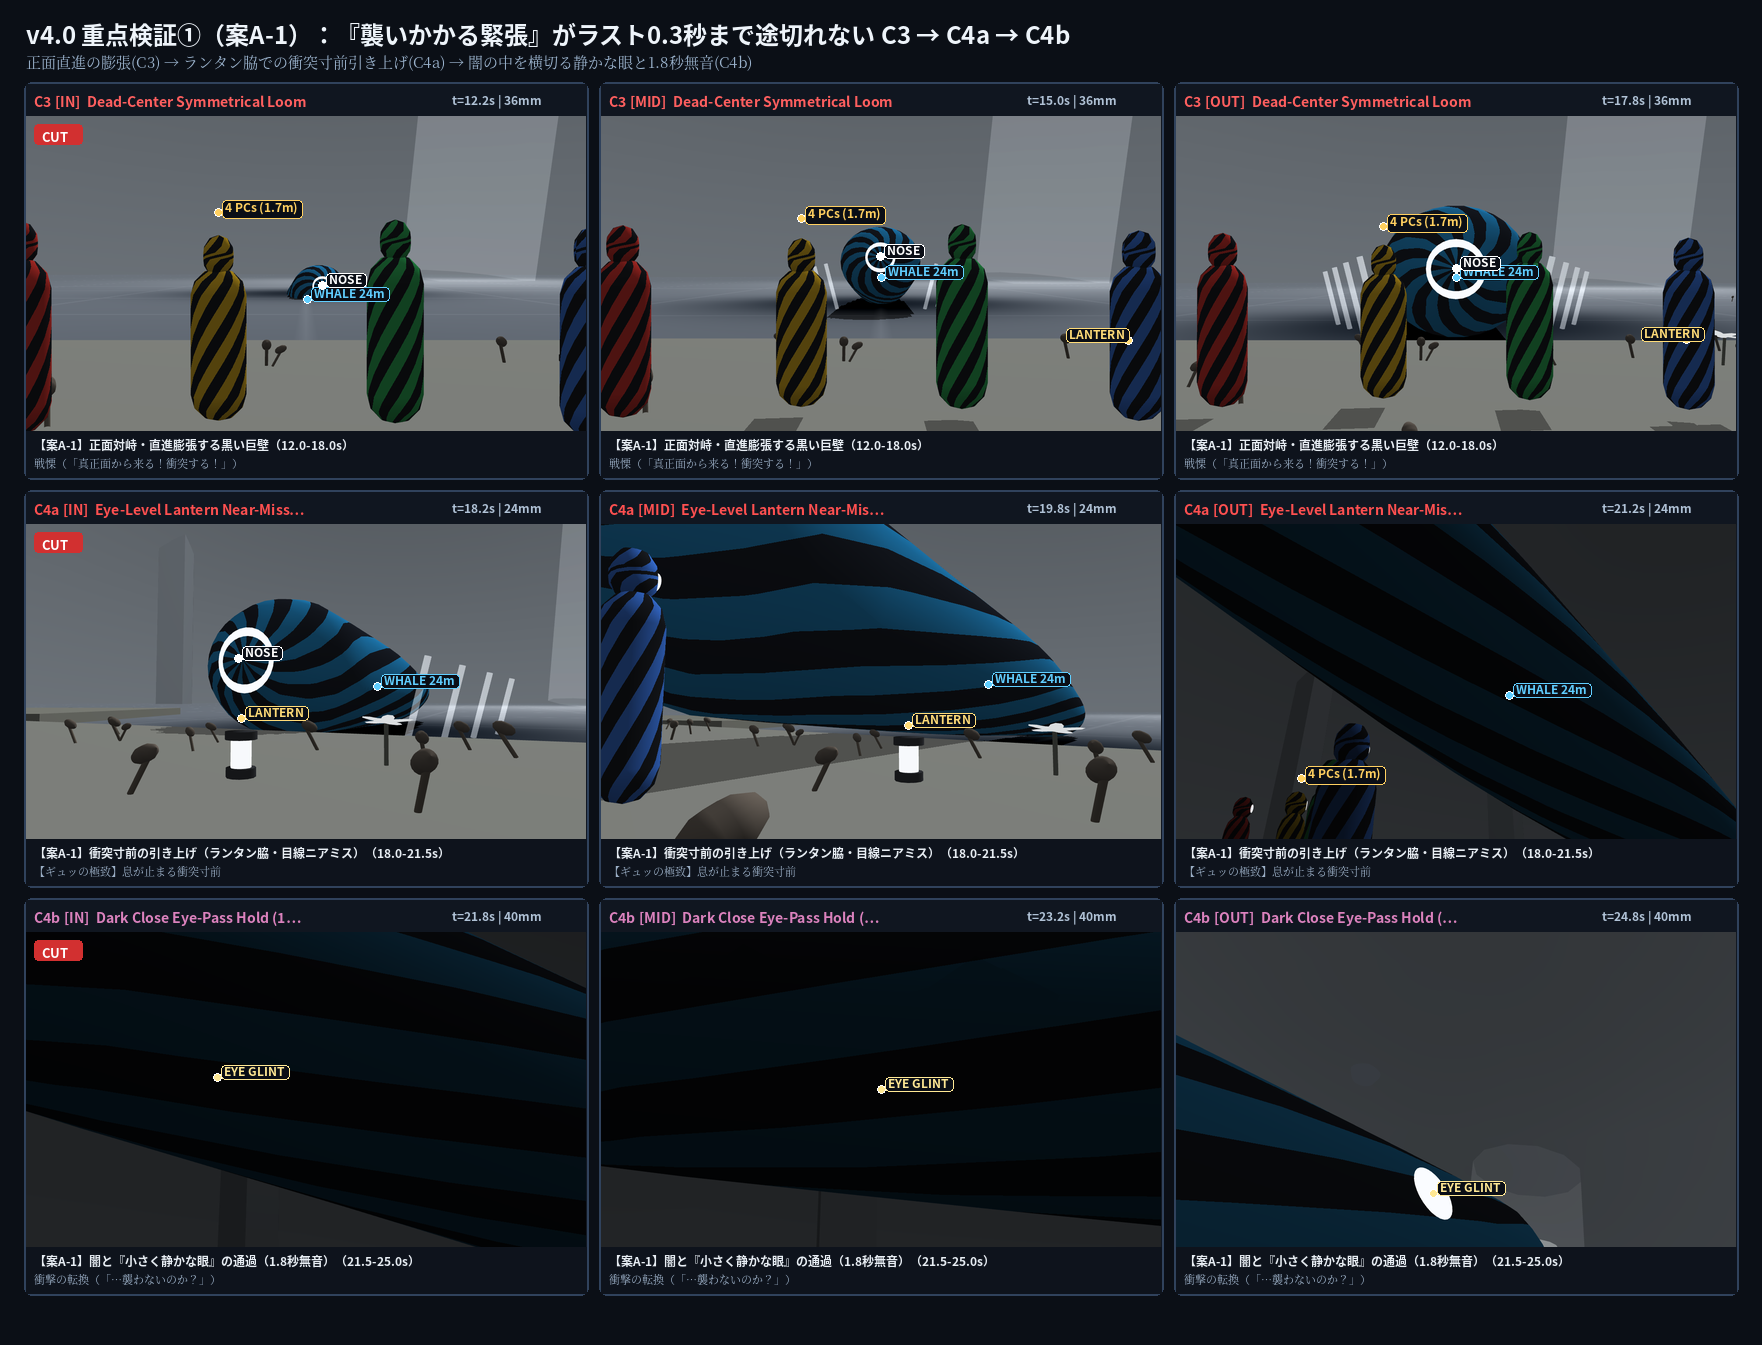 v4.0 重点検証①（案A-1）：『襲いかかる緊張』がラスト0.3秒まで途切れない C3 → C4a → C4b
正面直進の膨張(C3) → ランタン脇での衝突寸前引き上げ(C4a) → 闇の中を横切る静かな眼と1.8秒無音(C4b)
C3 [IN] Dead-Center Symmetrical Loom t=12.2s | 36mm
CUT
4 PCs (1.7m)
NOSE
WHALE 24m
【案A-1】正面対峙・直進膨張する黒い巨壁（12.0-18.0s）
戦慄（「真正面から来る！衝突する！」）
C3 [MID] Dead-Center Symmetrical Loom t=15.0s | 36mm
4 PCs (1.7m)
NOSE
WHALE 24m
LANTERN
【案A-1】正面対峙・直進膨張する黒い巨壁（12.0-18.0s）
戦慄（「真正面から来る！衝突する！」）
C3 [OUT] Dead-Center Symmetrical Loom t=17.8s | 36mm
4 PCs (1.7m)
NOSE
WHALE 24m
LANTERN
【案A-1】正面対峙・直進膨張する黒い巨壁（12.0-18.0s）
戦慄（「真正面から来る！衝突する！」）
C4a [IN] Eye-Level Lantern Near-Miss... t=18.2s | 24mm
CUT
NOSE
WHALE 24m
LANTERN
【案A-1】衝突寸前の引き上げ（ランタン脇・目線ニアミス）（18.0-21.5s）
【ギュッの極致】息が止まる衝突寸前
C4a [MID] Eye-Level Lantern Near-Mis... t=19.8s | 24mm
WHALE 24m
LANTERN
【案A-1】衝突寸前の引き上げ（ランタン脇・目線ニアミス）（18.0-21.5s）
【ギュッの極致】息が止まる衝突寸前
C4a [OUT] Eye-Level Lantern Near-Mis... t=21.2s | 24mm
WHALE 24m
4 PCs (1.7m)
【案A-1】衝突寸前の引き上げ（ランタン脇・目線ニアミス）（18.0-21.5s）
【ギュッの極致】息が止まる衝突寸前
C4b [IN] Dark Close Eye-Pass Hold (1... t=21.8s | 40mm
CUT
EYE GLINT
【案A-1】闇と『小さく静かな眼』の通過（1.8秒無音）（21.5-25.0s）
衝撃の転換（「…襲わないのか？」）
C4b [MID] Dark Close Eye-Pass Hold (... t=23.2s | 40mm
EYE GLINT
【案A-1】闇と『小さく静かな眼』の通過（1.8秒無音）（21.5-25.0s）
衝撃の転換（「…襲わないのか？」）
C4b [OUT] Dark Close Eye-Pass Hold (... t=24.8s | 40mm
EYE GLINT
【案A-1】闇と『小さく静かな眼』の通過（1.8秒無音）（21.5-25.0s）
衝撃の転換（「…襲わないのか？」）